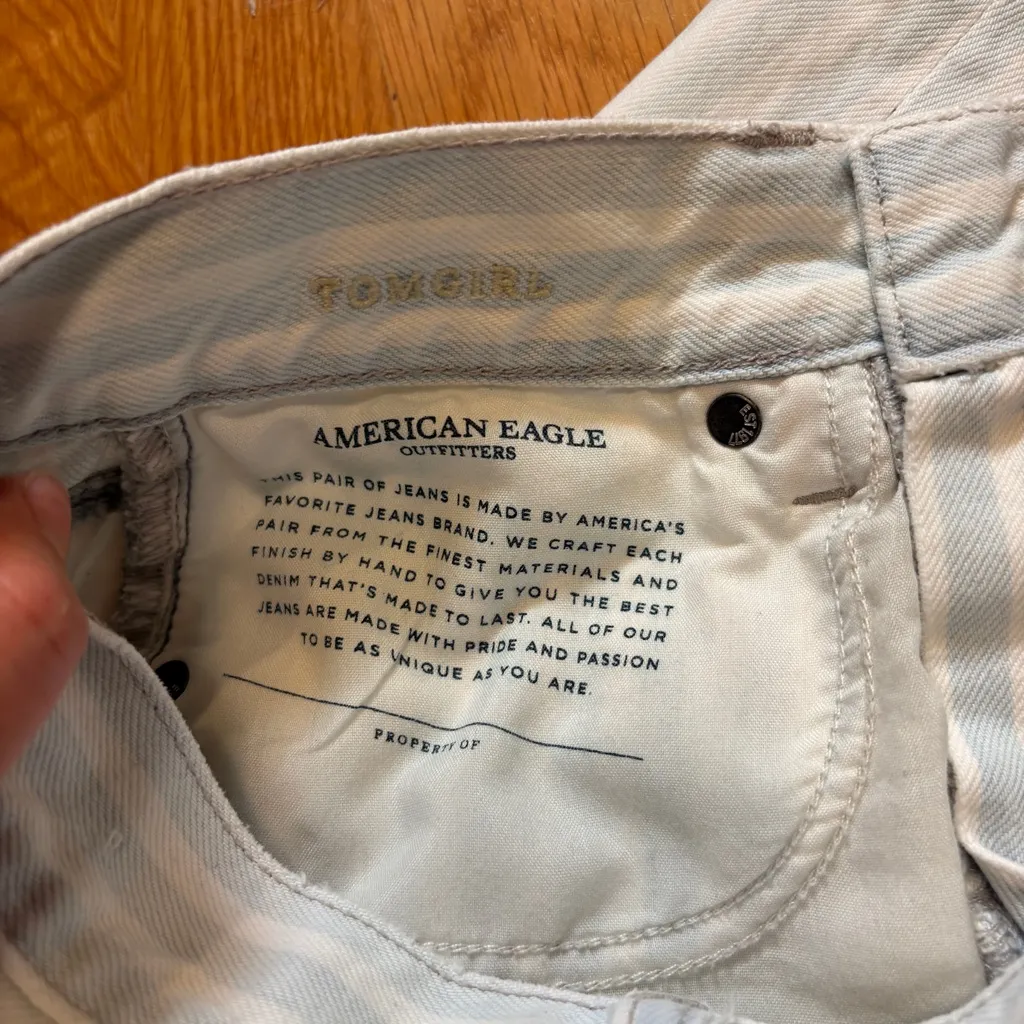 TOMGIRL
AMERICAN EAGLE
OUTFITTERS
THIS PAIR OF JEANS IS MADE BY AMERICA'S
FAVORITE JEANS BRAND. WE CRAFT EACH
PAIR FROM THE FINEST MATERIALS AND
FINISH BY HAND TO GIVE YOU THE BEST
DENIM THAT'S MADE TO LAST. ALL OF OUR
JEANS ARE MADE WITH PRIDE AND PASSION
TO BE AS UNIQUE AS YOU ARE.
PROPERTY OF
EST 1977